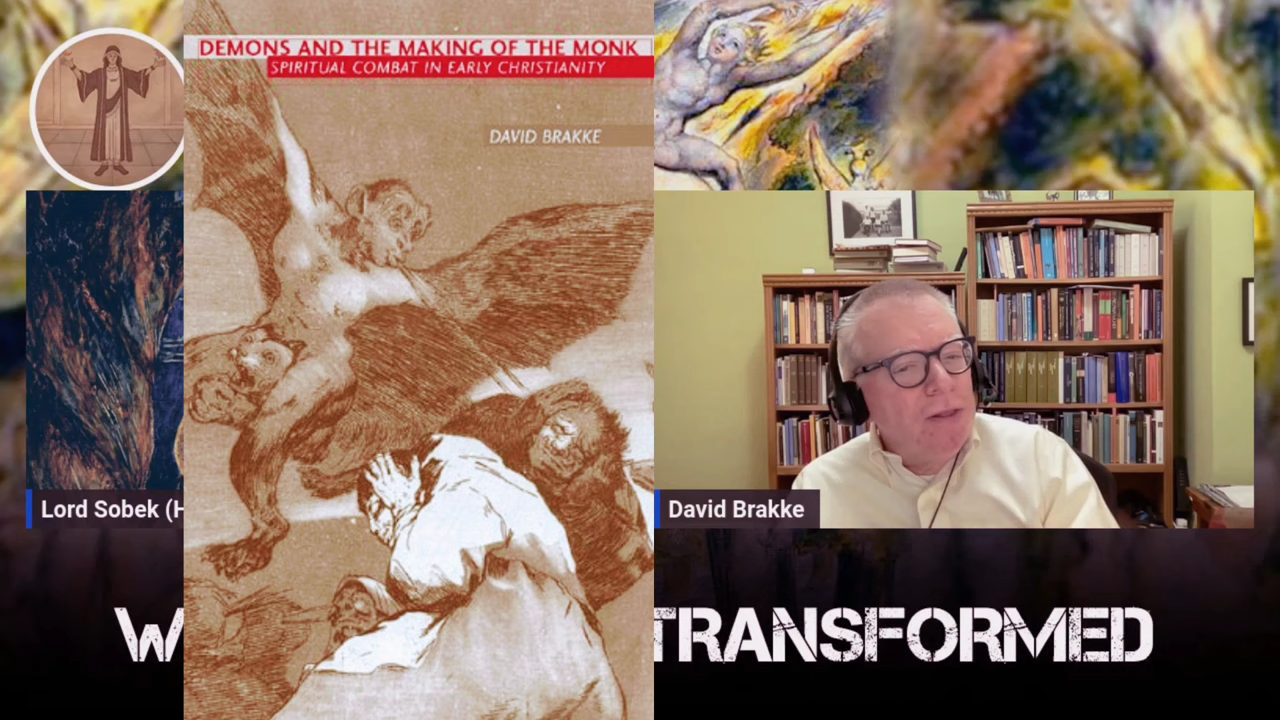 DEMONS AND THE MAKING OF THE MONK
SPIRITUAL COMBAT IN EARLY CHRISTIANITY
DAVID BRAKKE
Lord Sobek (H
David Brakke
W
TRANSFORMED